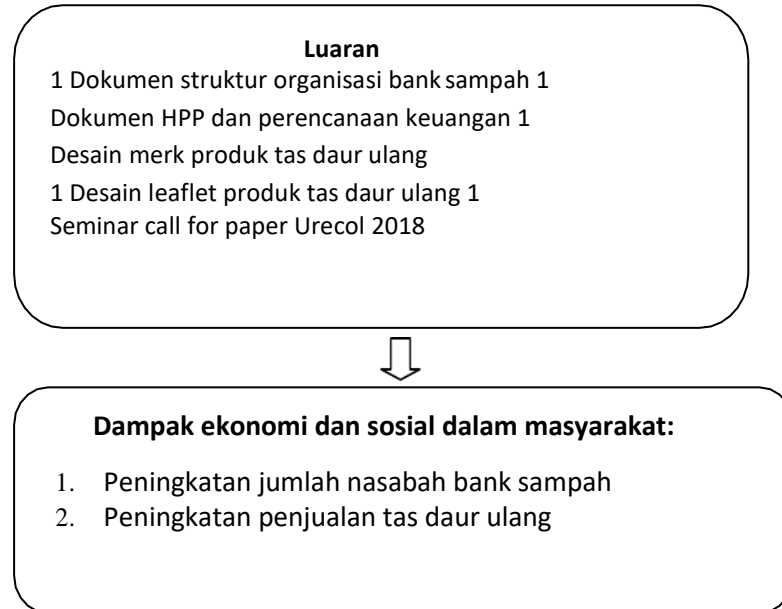 Luaran
1 Dokumen struktur organisasi bank sampah 1
Dokumen HPP dan perencanaan keuangan 1
Desain merk produk tas daur ulang
1 Desain leaflet produk tas daur ulang 1
Seminar call for paper Urecol 2018
Dampak ekonomi dan sosial dalam masyarakat:
1. Peningkatan jumlah nasabah bank sampah
2. Peningkatan penjualan tas daur ulang